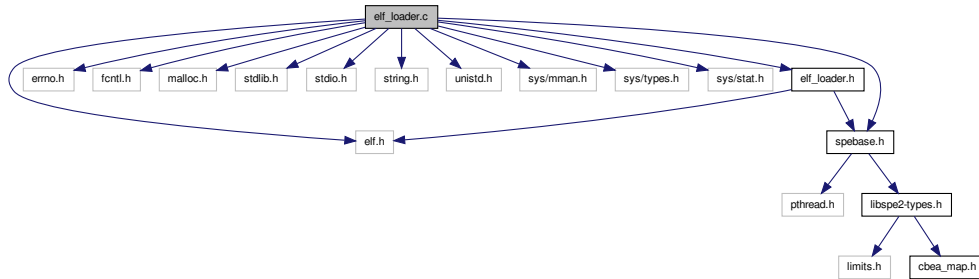 elf_loader.c
errno.h
fcntl.h
malloc.h
stdlib.h
stdio.h
string.h
unistd.h
sys/mman.h
sys/types.h
sys/stat.h
elf_loader.h
elf.h
spebase.h
pthread.h
libspe2-types.h
limits.h
cbea_map.h